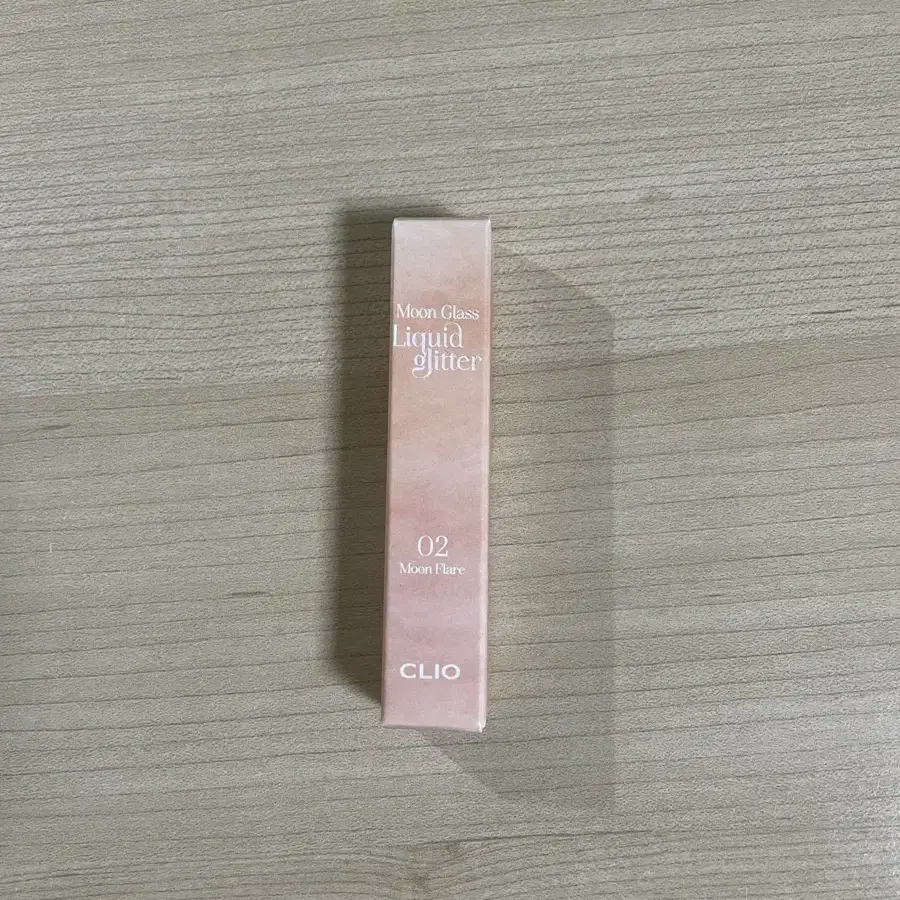 Moon Glass
Liquid
glitter
02
Moon Flare
CLIO